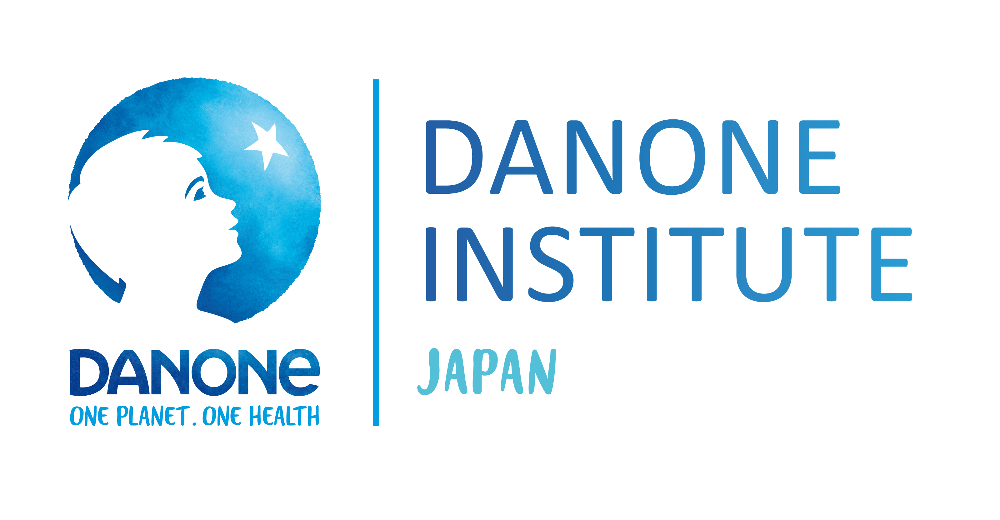 DANONE
ONE PLANET. ONE HEALTH
DANONE
INSTITUTE
JAPAN